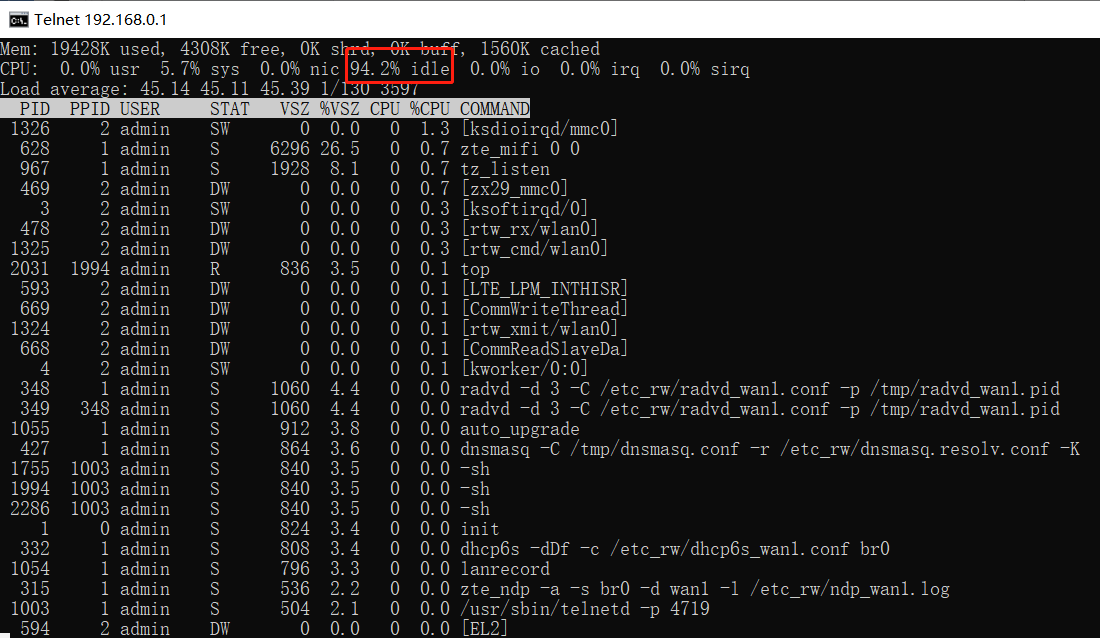 Telnet 192.168.0.1
Mem: 19428K used, 4308K free, 0K shrd, 0K buff, 1560K cached
CPU:  0.0% usr  5.7% sys  0.0% nic 94.2% idle  0.0% io  0.0% irq  0.0% sirq
Load average: 45.14 45.11 45.39 1/130 3597
PID  PPID USER     STAT   VSZ %VSZ CPU %CPU COMMAND
1326     2 admin    SW       0  0.0   0  1.3 [ksdioirqd/mmc0]
628     1 admin    S     6296 26.5   0  0.7 zte_mifi 0 0
967     1 admin    S     1928  8.1   0  0.7 tz_listen
469     2 admin    DW       0  0.0   0  0.7 [zx29_mmc0]
3     2 admin    SW       0  0.0   0  0.3 [ksoftirqd/0]
478     2 admin    DW       0  0.0   0  0.3 [rtw_rx/wlan0]
1325     2 admin    DW       0  0.0   0  0.3 [rtw_cmd/wlan0]
2031  1994 admin    R      836  3.5   0  0.1 top
593     2 admin    DW       0  0.0   0  0.1 [LTE_LPM_INTHISR]
669     2 admin    DW       0  0.0   0  0.1 [CommWriteThread]
1324     2 admin    DW       0  0.0   0  0.1 [rtw_xmit/wlan0]
668     2 admin    DW       0  0.0   0  0.1 [CommReadSlaveDa]
4     2 admin    SW       0  0.0   0  0.1 [kworker/0:0]
348     1 admin    S     1060  4.4   0  0.0 radvd -d 3 -C /etc_rw/radvd_wan1.conf -p /tmp/radvd_wan1.pid
349   348 admin    S     1060  4.4   0  0.0 radvd -d 3 -C /etc_rw/radvd_wan1.conf -p /tmp/radvd_wan1.pid
1055     1 admin    S      912  3.8   0  0.0 auto_upgrade
427     1 admin    S      864  3.6   0  0.0 dnsmasq -C /tmp/dnsmasq.conf -r /etc_rw/dnsmasq.resolv.conf -K
1755  1003 admin    S      840  3.5   0  0.0 -sh
1994  1003 admin    S      840  3.5   0  0.0 -sh
2286  1003 admin    S      840  3.5   0  0.0 -sh
1     0 admin    S      824  3.4   0  0.0 init
332     1 admin    S      808  3.4   0  0.0 dhcp6s -dDf -c /etc_rw/dhcp6s_wan1.conf br0
1054     1 admin    S      796  3.3   0  0.0 lanrecord
315     1 admin    S      536  2.2   0  0.0 zte_ndp -a -s br0 -d wan1 -l /etc_rw/ndp_wan1.log
1003     1 admin    S      504  2.1   0  0.0 /usr/sbin/telnetd -p 4719
594     2 admin    DW       0  0.0   0  0.0 [EL2]